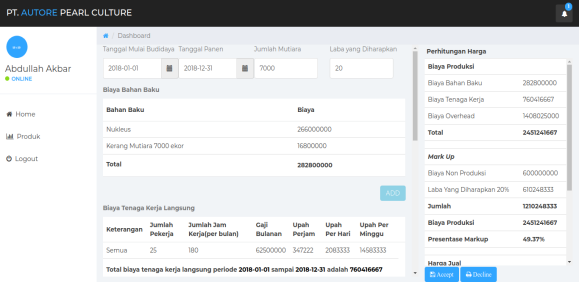 PT. AUTORE PEARL CULTURE
Abdullah Akbar
ONLINE
Home
Produk
Logout
/ Dashboard
Tanggal Mulai Budidaya Tanggal Panen Jumlah Mutiara Laba yang Diharapkan
2018-01-01 2018-12-31 7000 20
Biaya Bahan Baku
Bahan Baku Biaya
Nukleus 266000000
Kerang Mutiara 7000 ekor 16800000
Total 282800000
ADD
Biaya Tenaga Kerja Langsung
Keterangan Jumlah Pekerja Jumlah Jam Kerja(per bulan) Gaji Bulanan Upah Perjam Upah Per Hari Upah Per Minggu
Semua 25 180 62500000 347222 2083333 14583333
Total biaya tenaga kerja langsung periode 2018-01-01 sampai 2018-12-31 adalah 760416667
Perhitungan Harga
Biaya Produksi
Biaya Bahan Baku 282800000
Biaya Tenaga Kerja 760416667
Biaya Overhead 1408025000
Total 2451241667
Mark Up
Biaya Non Produksi 600000000
Laba Yang Diharapkan 20% 610248333
Jumlah 1210248333
Biaya Produksi 2451241667
Presentase Markup 49.37%
Harga Jual
Accept Decline